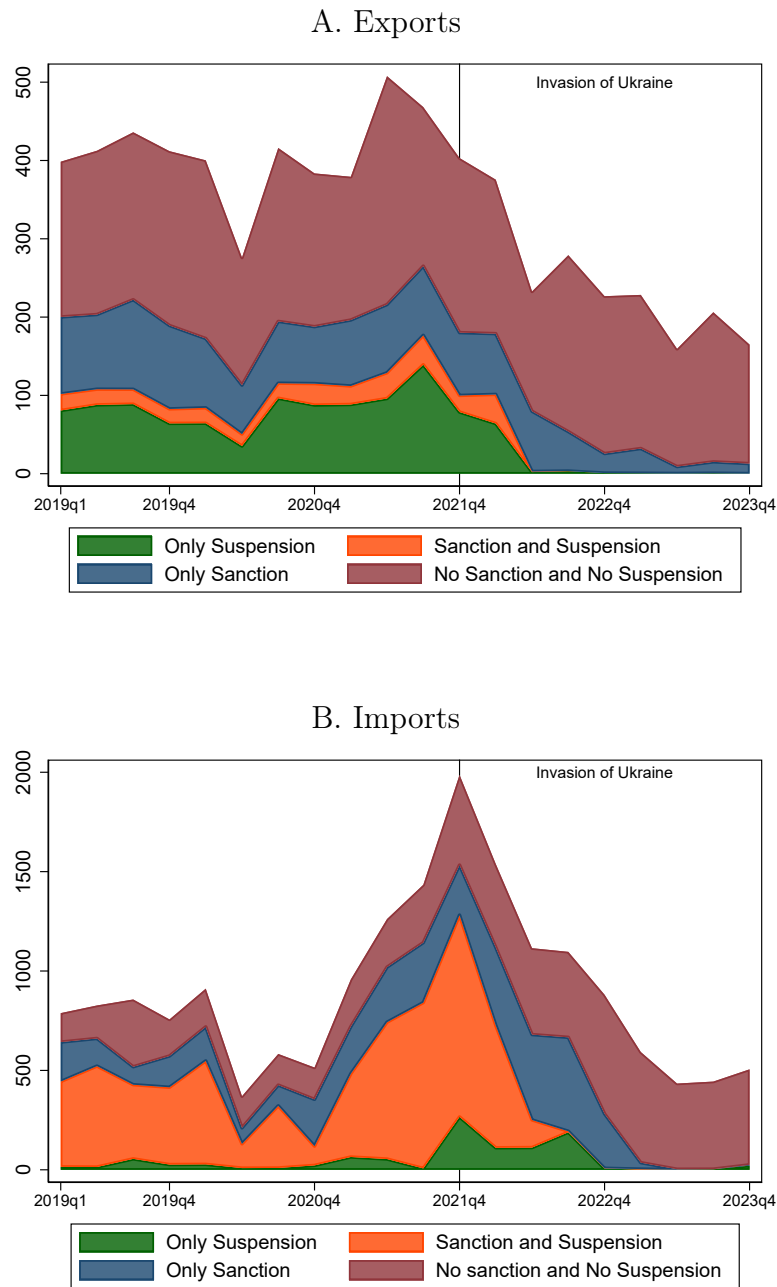 A. Exports
Invasion of Ukraine
500
400
300
200
100
0
2019q1 2019q4 2020q4 2021q4 2022q4 2023q4
Only Suspension Sanction and Suspension
Only Sanction No Sanction and No Suspension
B. Imports
Invasion of Ukraine
2000
1500
1000
500
0
2019q1 2019q4 2020q4 2021q4 2022q4 2023q4
Only Suspension Sanction and Suspension
Only Sanction No sanction and No Suspension